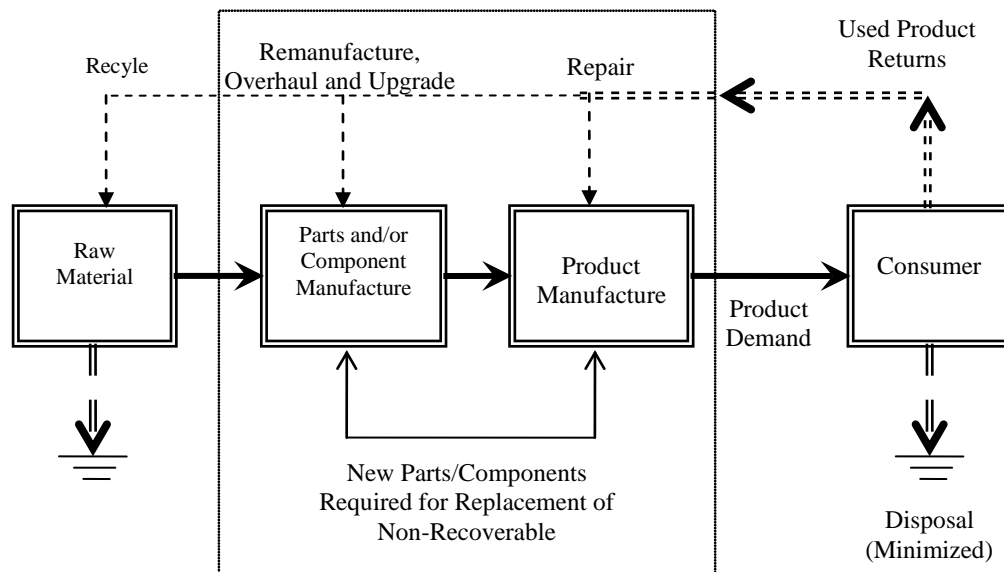 Used Product
Returns
Remanufacture,
Overhaul and Upgrade
Recyle
Repair
Raw
Material
Parts and/or
Component
Manufacture
Product
Manufacture
Consumer
Product
Demand
New Parts/Components
Required for Replacement of
Non-Recoverable
Disposal
(Minimized)